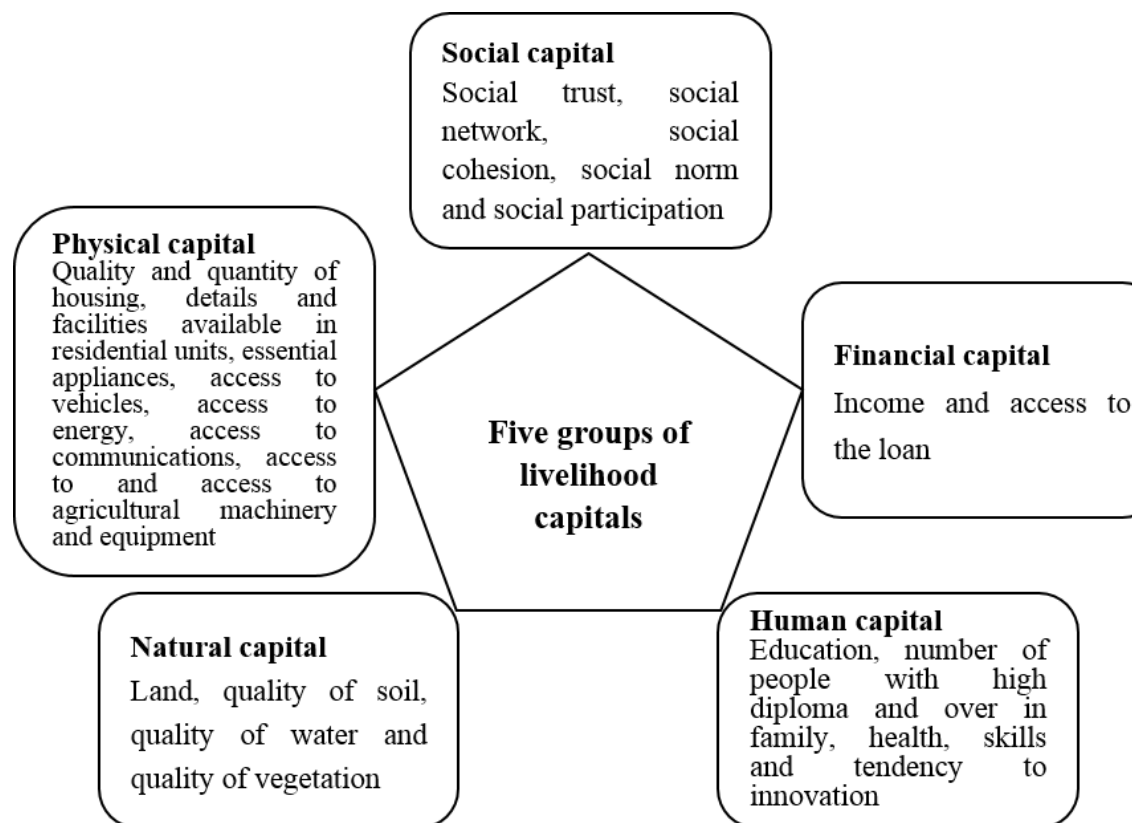 Social capital
Social trust, social
network, social
cohesion, social norm
and social participation
Physical capital
Quality and quantity of
housing, details and
facilities available in
residential units, essential
appliances, access to
vehicles, access to
energy, access to
communications, access
to and access to
agricultural machinery
and equipment
Financial capital
Income and access to
the loan
Five groups of
livelihood
capitals
Natural capital
Land, quality of soil,
quality of water and
quality of vegetation
Human capital
Education, number of
people with high
diploma and over in
family, health, skills
and tendency to
innovation